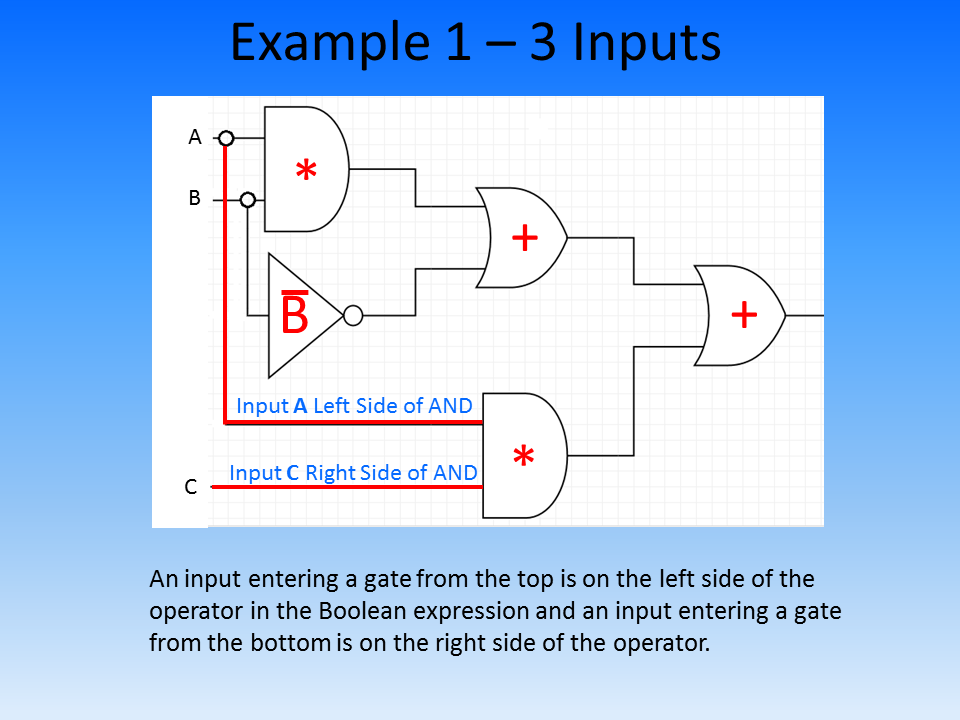 Example 1 – 3 Inputs
A
*
B
+
B̅
+
Input A Left Side of AND
*
Input C Right Side of AND
C
An input entering a gate from the top is on the left side of the
operator in the Boolean expression and an input entering a gate
from the bottom is on the right side of the operator.